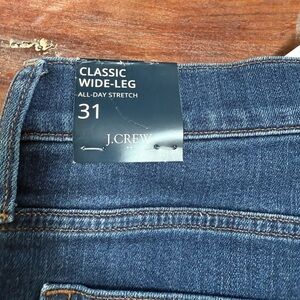 CLASSIC
WIDE-LEG
ALL-DAY STRETCH
31
J.CREW